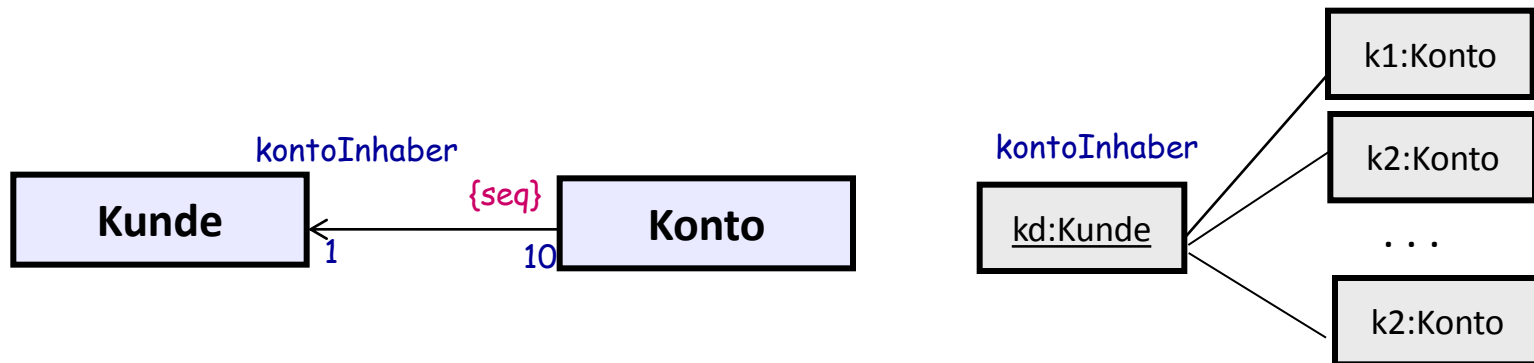 kontoInhaber
Kunde
1
{seq}
10
Konto
kontoInhaber
kd:Kunde
k1:Konto
k2:Konto
. . .
k2:Konto